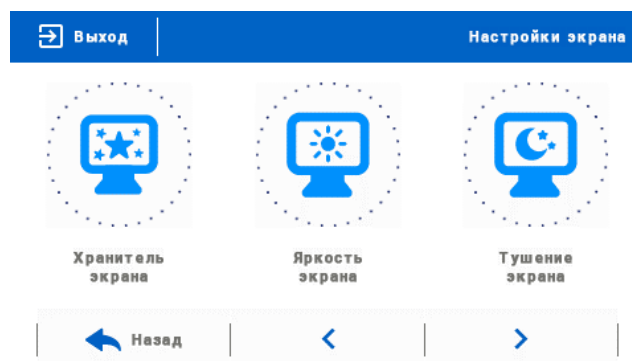 Выход
Настройки экрана
Хранитель
экрана
Яркость
экрана
Тушение
экрана
Назад